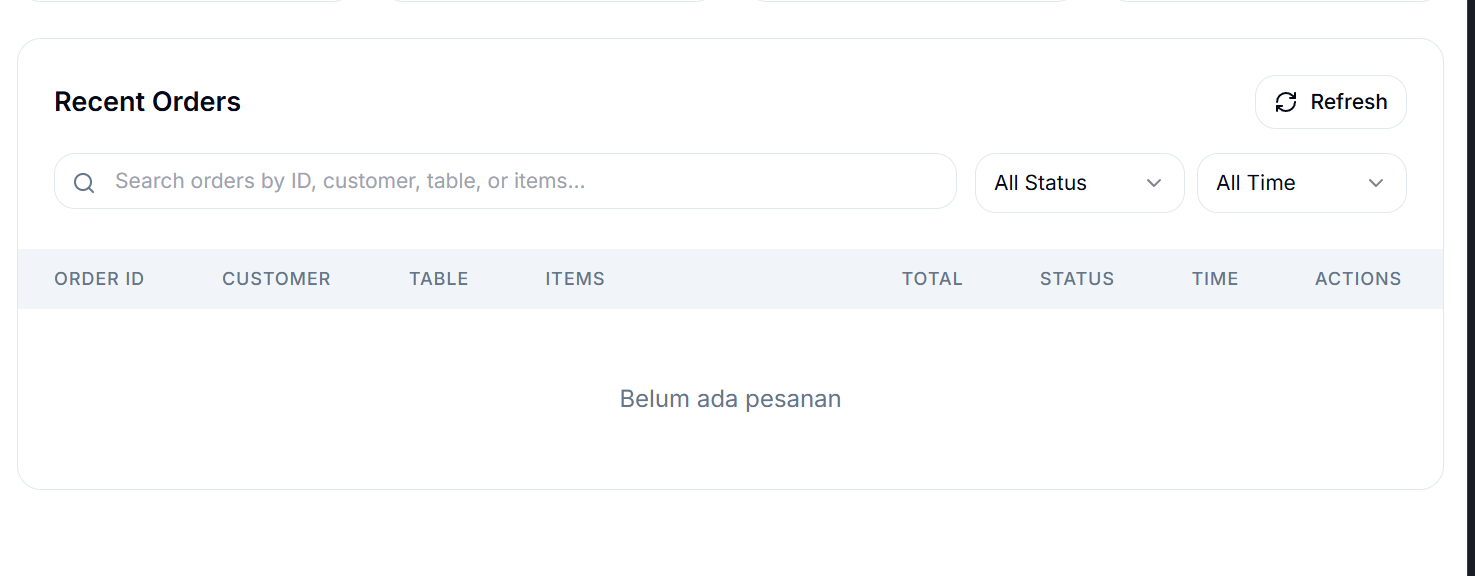 Recent Orders
Refresh
Search orders by ID, customer, table, or items...
All Status
All Time
ORDER ID CUSTOMER TABLE ITEMS TOTAL STATUS TIME ACTIONS
Belum ada pesanan